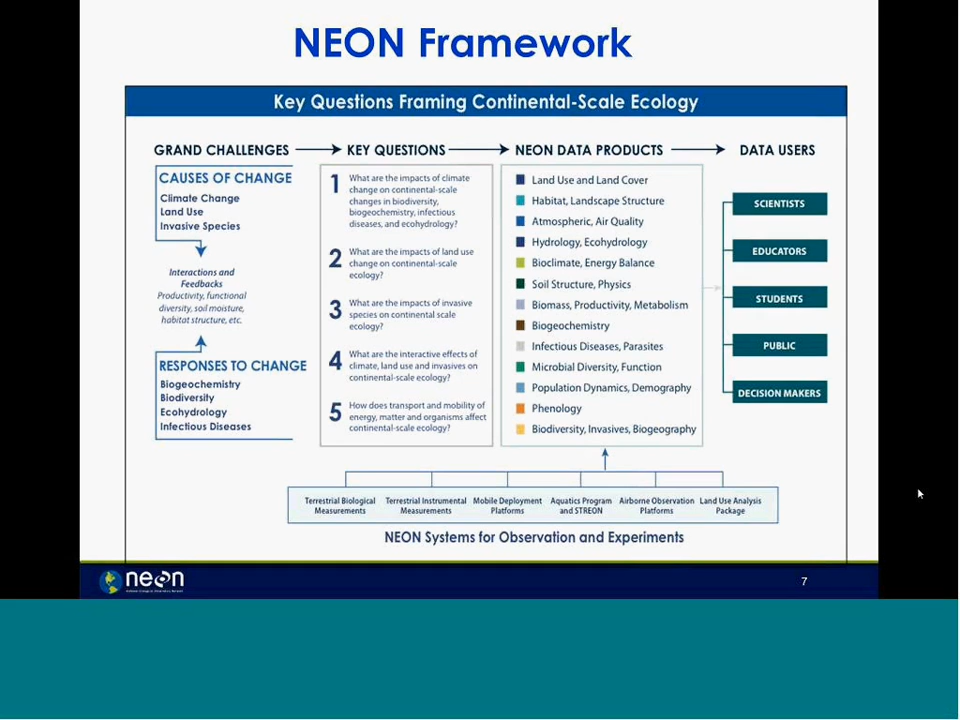 NEON Framework
Key Questions Framing Continental-Scale Ecology
GRAND CHALLENGES
KEY QUESTIONS
NEON DATA PRODUCTS
DATA USERS
CAUSES OF CHANGE
Climate Change
Land Use
Invasive Species
Interactions and
Feedbacks
Productivity, functional
diversity, soil moisture,
habitat structure, etc.
RESPONSES TO CHANGE
Biogeochemistry
Biodiversity
Ecohydrology
Infectious Diseases
1
What are the impacts of climate
change on continental-scale
changes in biodiversity,
biogeochemistry, infectious
diseases, and ecohydrology?
2
What are the impacts of land use
change on continental-scale
ecology?
3
What are the impacts of invasive
species on continental scale
ecology?
4
What are the interactive effects of
climate, land use and invasives on
continental-scale ecology?
5
How does transport and mobility of
energy, matter and organisms affect
continental-scale ecology?
Land Use and Land Cover
Habitat, Landscape Structure
Atmospheric, Air Quality
Hydrology, Ecohydrology
Bioclimate, Energy Balance
Soil Structure, Physics
Biomass, Productivity, Metabolism
Biogeochemistry
Infectious Diseases, Parasites
Microbial Diversity, Function
Population Dynamics, Demography
Phenology
Biodiversity, Invasives, Biogeography
SCIENTISTS
EDUCATORS
STUDENTS
PUBLIC
DECISION MAKERS
Terrestrial Biological
Measurements
Terrestrial Instrumental
Measurements
Mobile Deployment
Platforms
Aquatics Program
and STREON
Airborne Observation
Platforms
Land Use Analysis
Package
NEON Systems for Observation and Experiments
neon
7